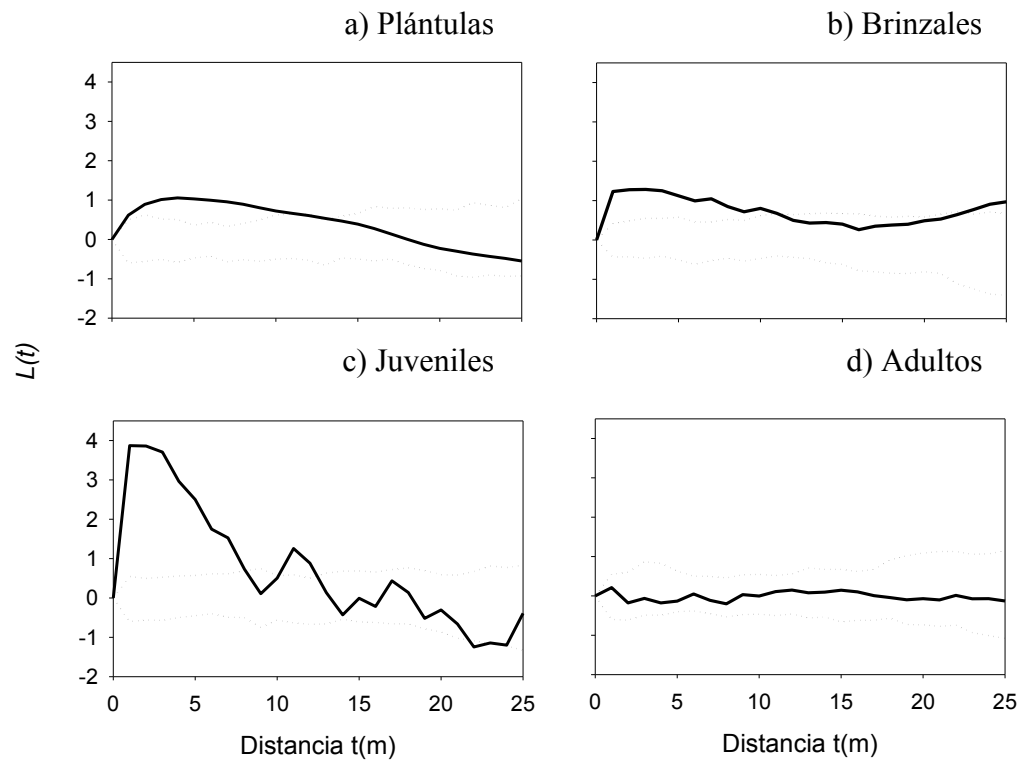 a) Plántulas
b) Brinzales
4
3
2
1
0
-1
-2
c) Juveniles
d) Adultos
L(t)
4
3
2
1
0
-1
-2
0 5 10 15 20 25
0 5 10 15 20 25
Distancia t(m)
Distancia t(m)